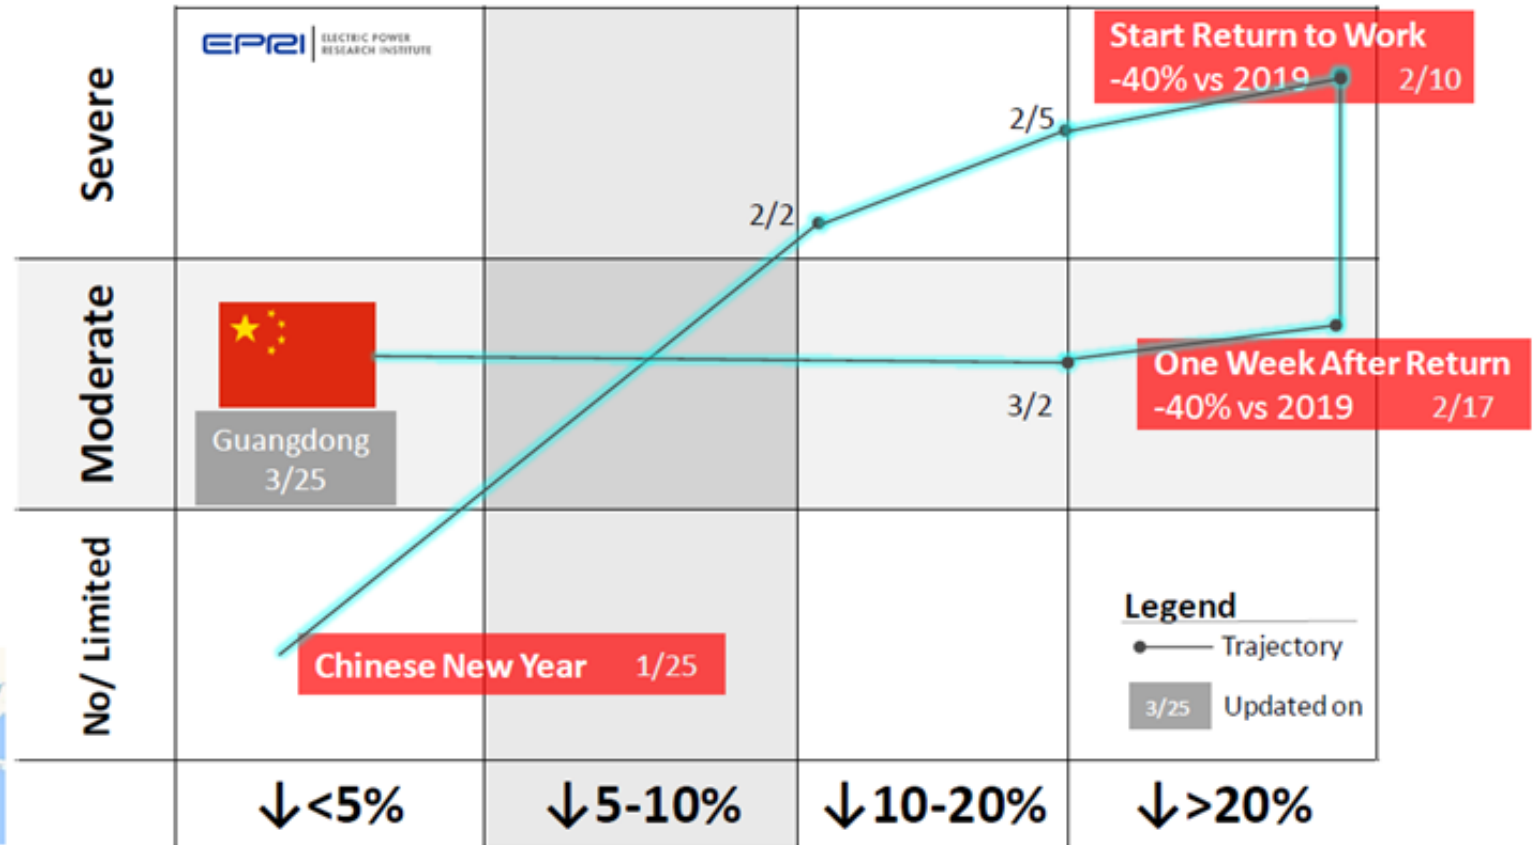 EPRI | ELECTRIC POWER
RESEARCH INSTITUTE
Severe
Moderate
No/ Limited
Start Return to Work
-40% vs 2019 2/10
2/5
2/2
One Week After Return
-40% vs 2019 2/17
3/2
Guangdong
3/25
Chinese New Year 1/25
Legend
Trajectory
3/25 Updated on
↓<5% ↓5-10% ↓10-20% ↓>20%